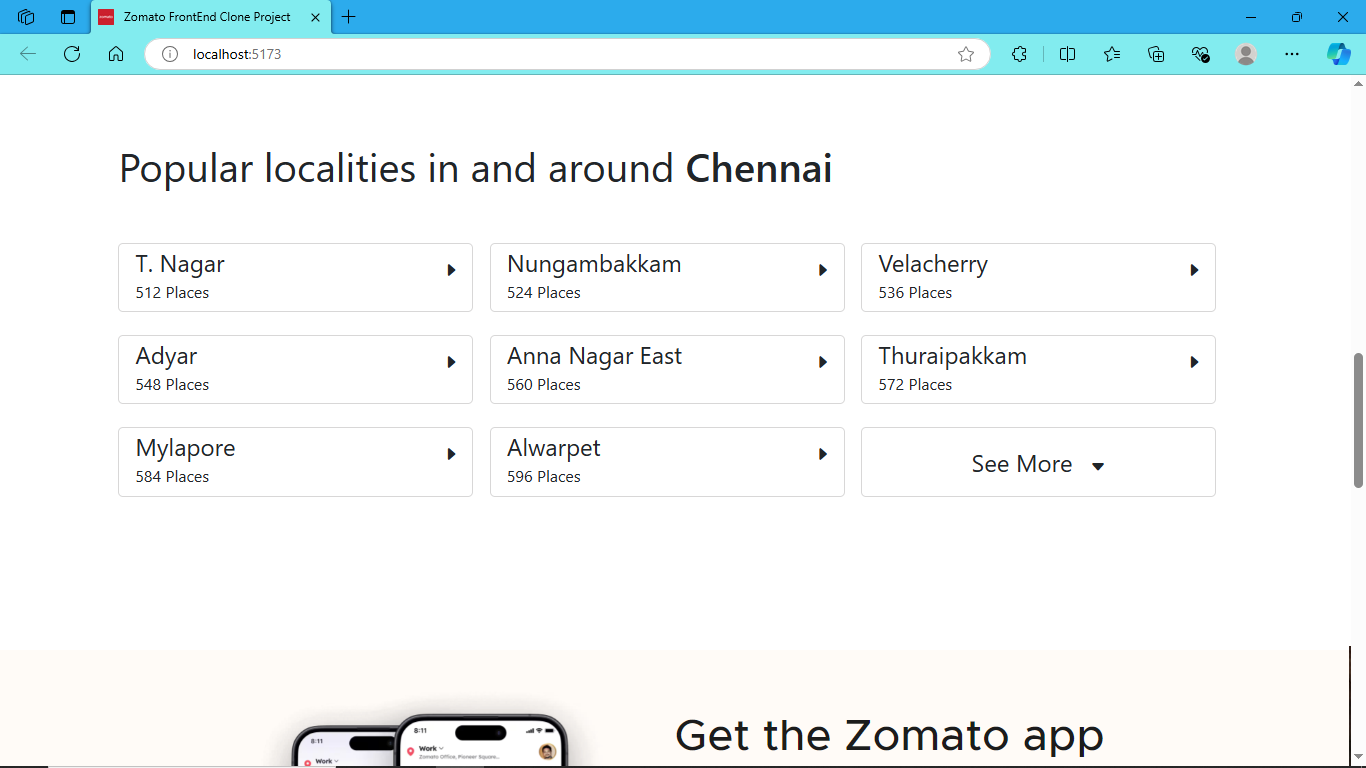 Zomato FrontEnd Clone Project
localhost:5173
Popular localities in and around Chennai
T. Nagar
512 Places
Nungambakkam
524 Places
Velacherry
536 Places
Adyar
548 Places
Anna Nagar East
560 Places
Thuraipakkam
572 Places
Mylapore
584 Places
Alwarpet
596 Places
See More
8:11
Work
8:11
Work
Zomato Office, Pioneer Square...
Get the Zomato app